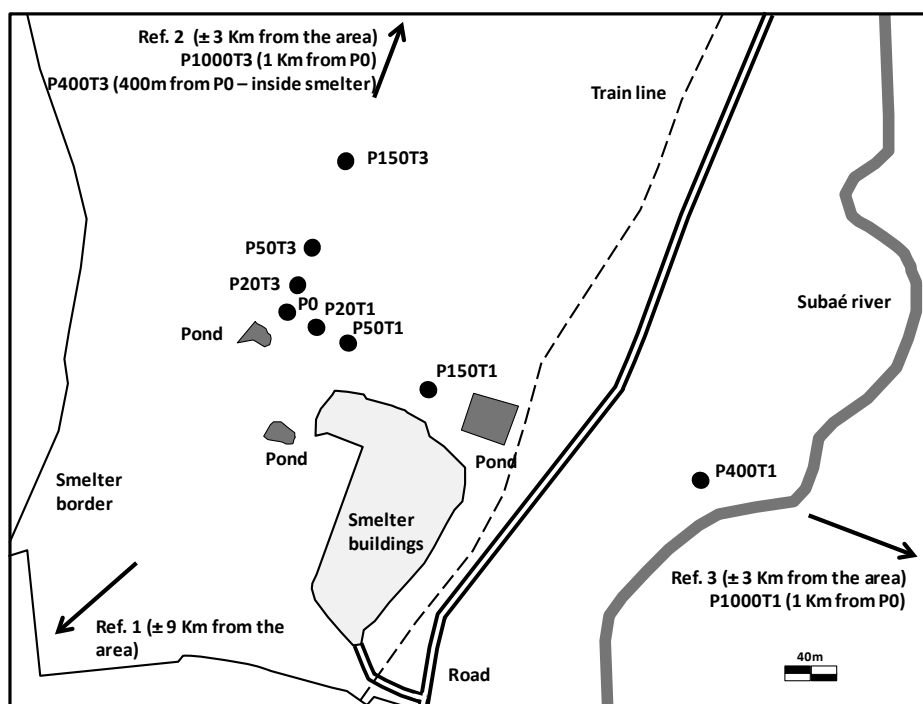 Ref. 2 (± 3 Km from the area)
P1000T3 (1 Km from P0)
P400T3 (400m from P0 – inside smelter)
Train line
P150T3
P50T3
P20T3
P0
P20T1
P50T1
Pond
Subaé river
P150T1
Pond
Pond
P400T1
Smelter
border
Smelter
buildings
Ref. 3 (± 3 Km from the area)
P1000T1 (1 Km from P0)
Ref. 1 (± 9 Km from the
area)
Road
40m